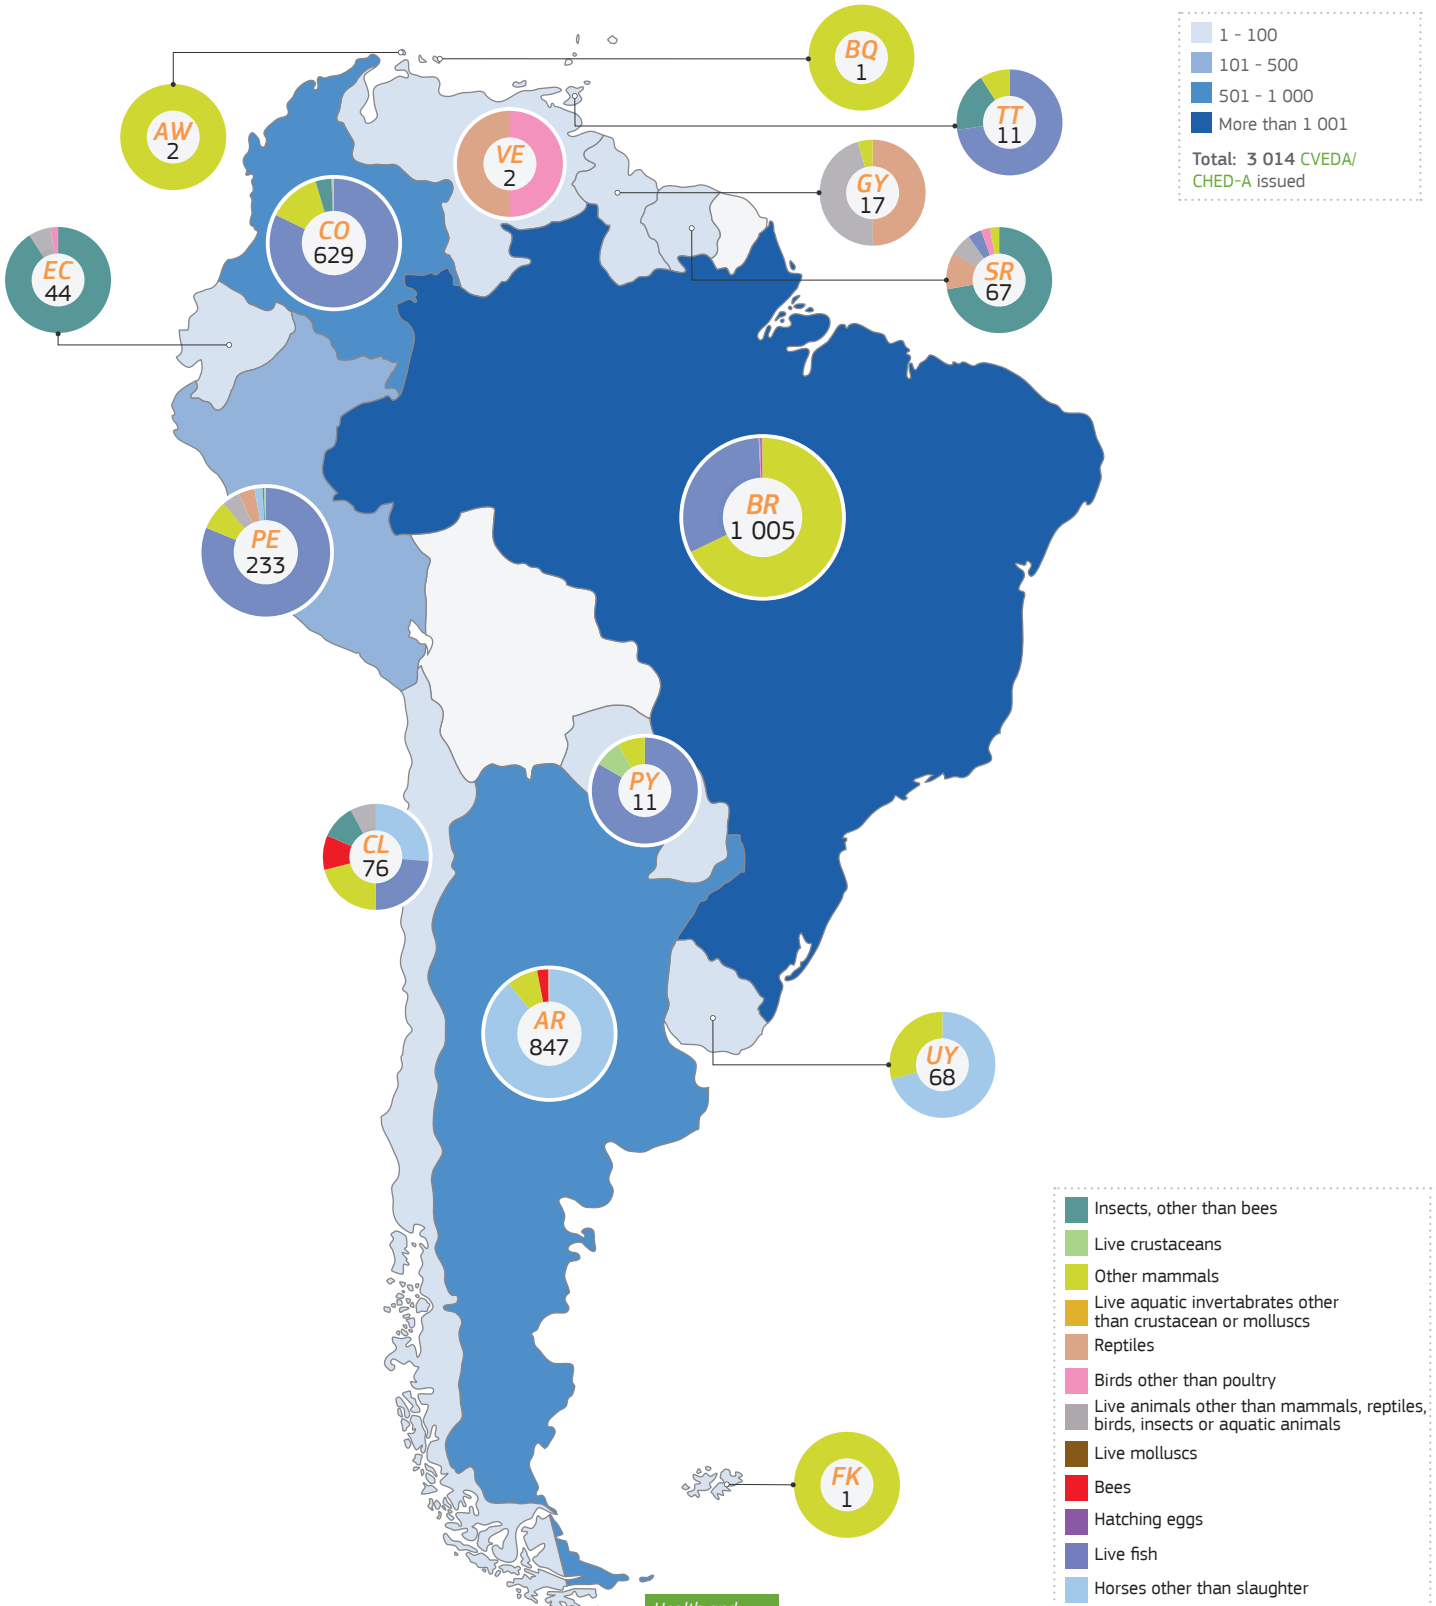 BQ
1
1 - 100
101 - 500
501 - 1 000
More than 1 001
Total: 3 014 CVEDA/
CHED-A issued
AW
2
TT
11
VE
2
GY
17
CO
629
EC
44
SR
67
BR
1 005
PE
233
PY
11
CL
76
AR
847
UY
68
FK
1
Insects, other than bees
Live crustaceans
Other mammals
Live aquatic invertabrates other
than crustacean or molluscs
Reptiles
Birds other than poultry
Live animals other than mammals, reptiles,
birds, insects or aquatic animals
Live molluscs
Bees
Hatching eggs
Live fish
Horses other than slaughter
Health and